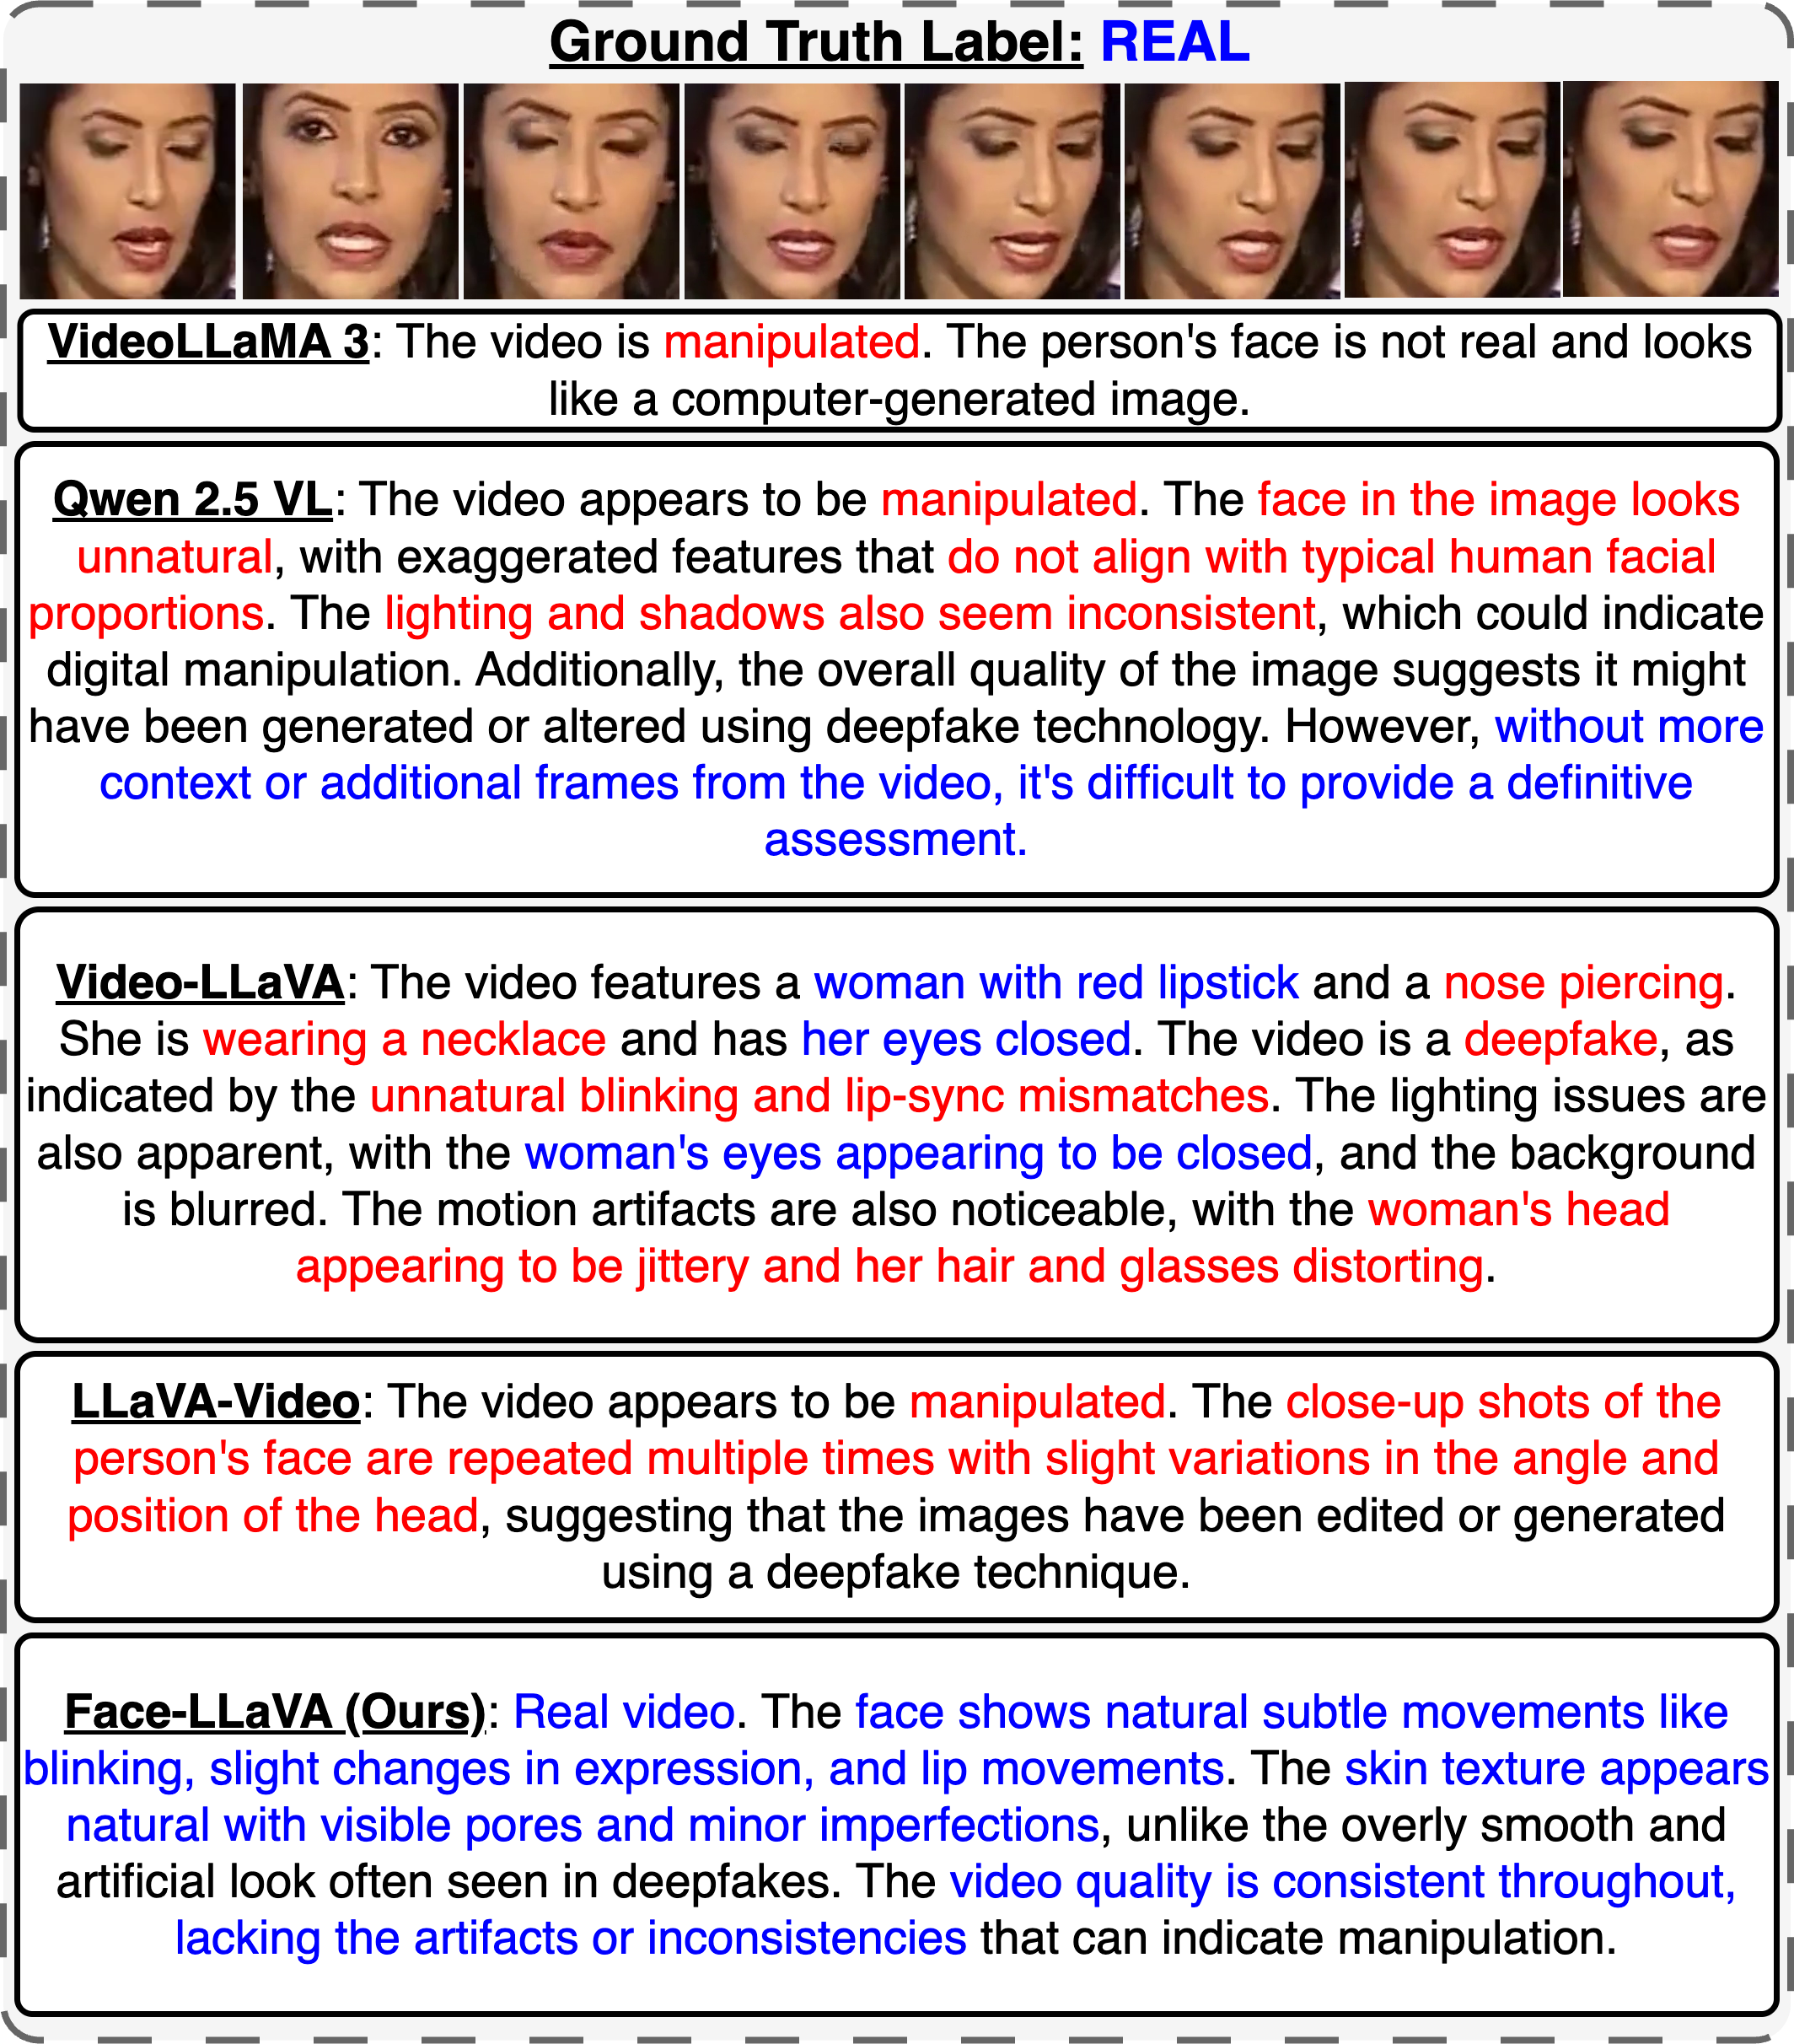 Ground Truth Label: REAL
VideoLLaMA 3: The video is manipulated. The person's face is not real and looks
like a computer-generated image.
Qwen 2.5 VL: The video appears to be manipulated. The face in the image looks
unnatural, with exaggerated features that do not align with typical human facial
proportions. The lighting and shadows also seem inconsistent, which could indicate
digital manipulation. Additionally, the overall quality of the image suggests it might
have been generated or altered using deepfake technology. However, without more
context or additional frames from the video, it's difficult to provide a definitive
assessment.
Video-LLaVA: The video features a woman with red lipstick and a nose piercing.
She is wearing a necklace and has her eyes closed. The video is a deepfake, as
indicated by the unnatural blinking and lip-sync mismatches. The lighting issues are
also apparent, with the woman's eyes appearing to be closed, and the background
is blurred. The motion artifacts are also noticeable, with the woman's head
appearing to be jittery and her hair and glasses distorting.
LLaVA-Video: The video appears to be manipulated. The close-up shots of the
person's face are repeated multiple times with slight variations in the angle and
position of the head, suggesting that the images have been edited or generated
using a deepfake technique.
Face-LLaVA (Ours): Real video. The face shows natural subtle movements like
blinking, slight changes in expression, and lip movements. The skin texture appears
natural with visible pores and minor imperfections, unlike the overly smooth and
artificial look often seen in deepfakes. The video quality is consistent throughout,
lacking the artifacts or inconsistencies that can indicate manipulation.